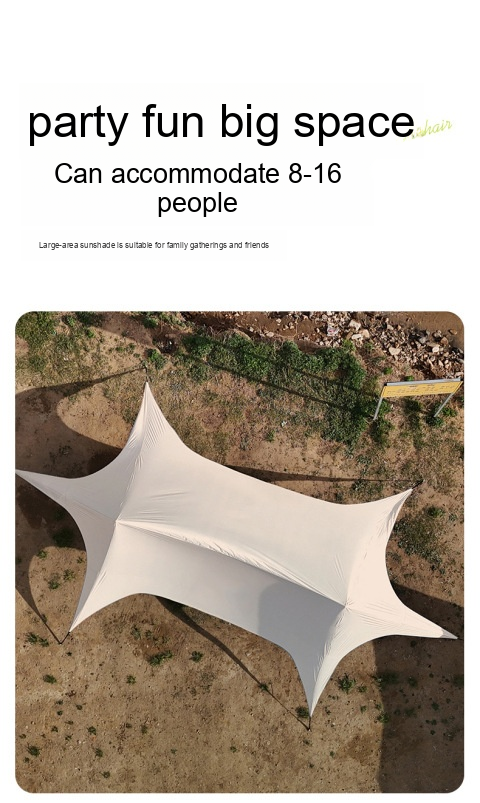 party fun big space
Can accommodate 8-16
people
Large-area sunshade is suitable for family gatherings and friends